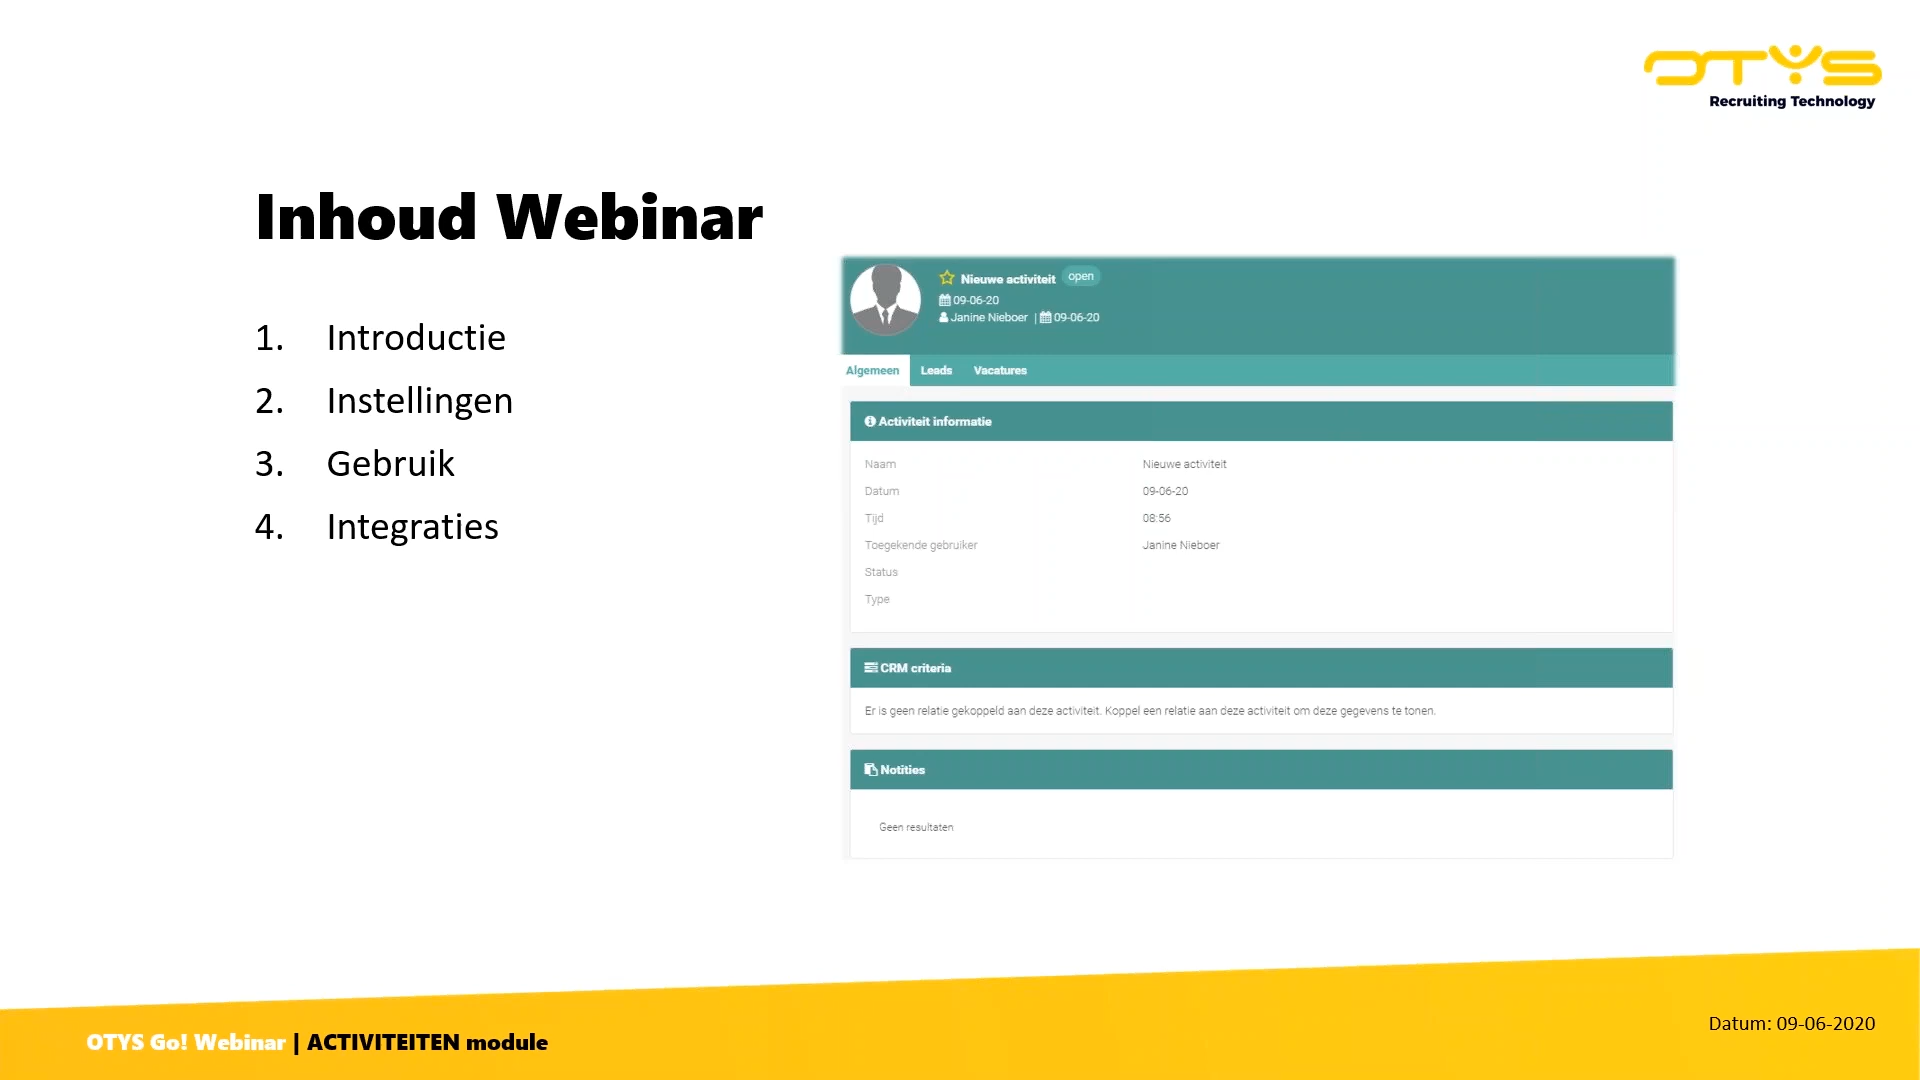 OTYS
Recruiting Technology
Inhoud Webinar
1. Introductie
2. Instellingen
3. Gebruik
4. Integraties
Nieuwe activiteit open
09-06-20
Janine Nieboer | 09-06-20
Algemeen Leads Vacatures
Activiteit informatie
Naam Nieuwe activiteit
Datum 09-06-20
Tijd 08:56
Toegekende gebruiker Janine Nieboer
Status
Type
CRM criteria
Er is geen relatie gekoppeld aan deze activiteit. Koppel een relatie aan deze activiteit om deze gegevens te tonen.
Notities
Geen resultaten
OTYS Go! Webinar | ACTIVITEITEN module
Datum: 09-06-2020